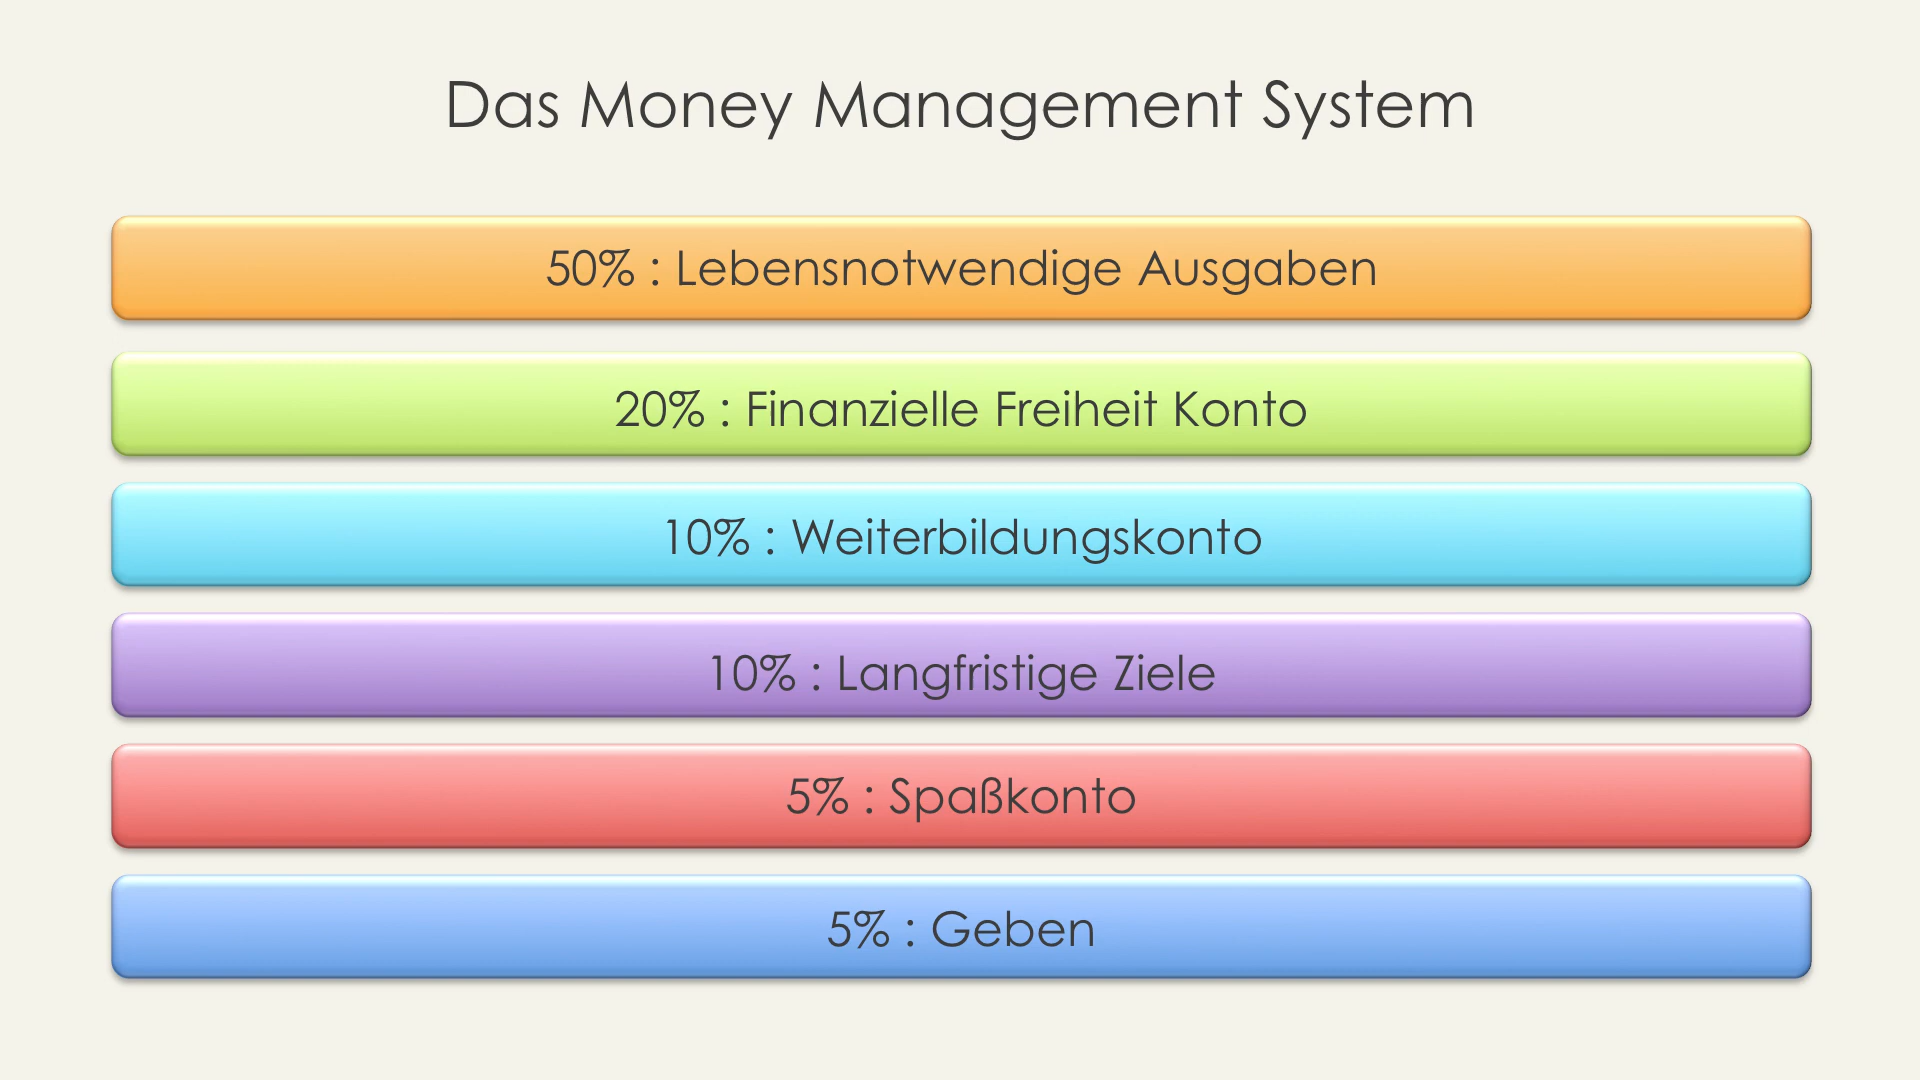 Das Money Management System
50% : Lebensnotwendige Ausgaben
20% : Finanzielle Freiheit Konto
10% : Weiterbildungskonto
10% : Langfristige Ziele
5% : Spaßkonto
5% : Geben